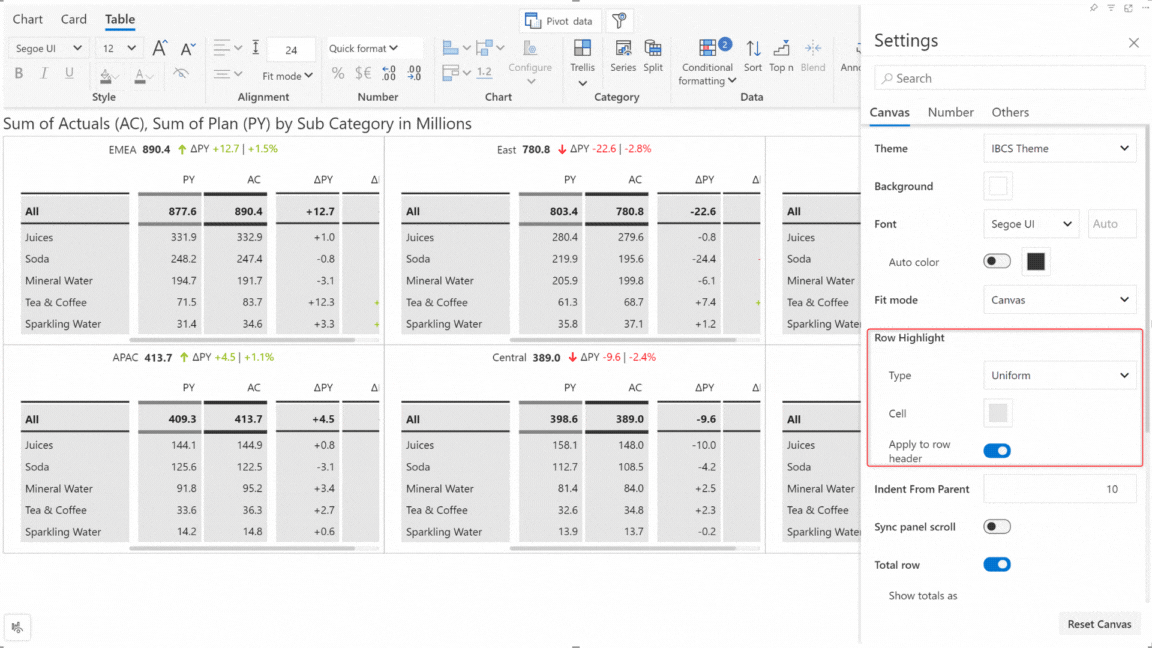 Chart Card Table
Pivot data
Segoe UI 12 A A 24 Quick format
B I U A Fit mode % $€ .0 .00 .00 .0 1.2 Configure Trellis Series Split Conditional formatting 2 Sort Top n Blend Anno
Style Alignment Number Chart Category Data
Sum of Actuals (AC), Sum of Plan (PY) by Sub Category in Millions
EMEA 890.4 ΔPY +12.7 | +1.5%
PY AC ΔPY
All 877.6 890.4 +12.7
Juices 331.9 332.9 +1.0
Soda 248.2 247.4 -0.8
Mineral Water 194.7 191.7 -3.1
Tea & Coffee 71.5 83.7 +12.3 +
Sparkling Water 31.4 34.6 +3.3 +
East 780.8 ΔPY -22.6 | -2.8%
PY AC ΔPY
All 803.4 780.8 -22.6
Juices 280.4 279.6 -0.8
Soda 219.9 195.6 -24.4 -
Mineral Water 205.9 199.8 -6.1
Tea & Coffee 61.3 68.7 +7.4 +
Sparkling Water 35.8 37.1 +1.2
All
Juices
Soda
Mineral Water
Tea & Coffee
Sparkling Water
APAC 413.7 ΔPY +4.5 | +1.1%
PY AC ΔPY
All 409.3 413.7 +4.5
Juices 144.1 144.9 +0.8
Soda 125.6 122.5 -3.1
Mineral Water 91.8 95.2 +3.4
Tea & Coffee 33.6 36.3 +2.7
Sparkling Water 14.2 14.8 +0.6
Central 389.0 ΔPY -9.6 | -2.4%
PY AC ΔPY
All 398.6 389.0 -9.6
Juices 158.1 148.0 -10.0
Soda 112.7 108.5 -4.2
Mineral Water 81.4 84.0 +2.5
Tea & Coffee 32.6 34.8 +2.3
Sparkling Water 13.9 13.7 -0.2
All
Juices
Soda
Mineral Water
Tea & Coffee
Sparkling Water
Settings
Search
Canvas Number Others
Theme IBCS Theme
Background
Font Segoe UI Auto
Auto color
Fit mode Canvas
Row Highlight
Type Uniform
Cell
Apply to row
header
Indent From Parent 10
Sync panel scroll
Total row
Show totals as
Reset Canvas